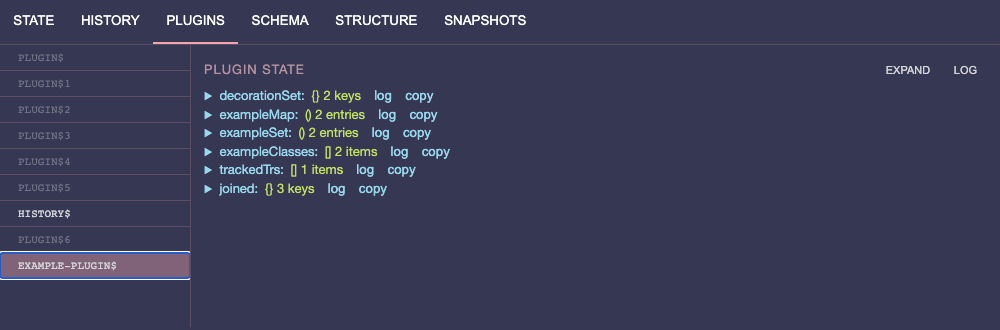 STATE HISTORY PLUGINS SCHEMA STRUCTURE SNAPSHOTS
PLUGIN$
PLUGIN$1
PLUGIN$2
PLUGIN$3
PLUGIN$4
PLUGIN$5
HISTORY$
PLUGIN$6
EXAMPLE-PLUGIN$
PLUGIN STATE EXPAND LOG
▶ decorationSet: {} 2 keys log copy
▶ exampleMap: () 2 entries log copy
▶ exampleSet: () 2 entries log copy
▶ exampleClasses: [] 2 items log copy
▶ trackedTrs: [] 1 items log copy
▶ joined: {} 3 keys log copy